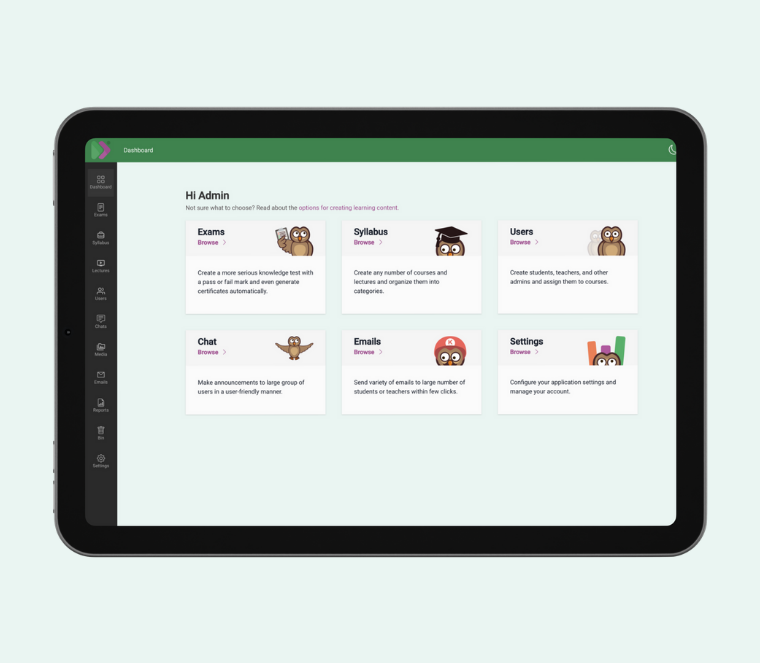 Dashboard
Dashboard
Exams
Syllabus
Lectures
Users
Chats
Media
Emails
Reports
Bin
Settings
Hi Admin
Not sure what to choose? Read about the options for creating learning content.
Exams
Browse
Create a more serious knowledge test with
a pass or fail mark and even generate
certificates automatically.
Syllabus
Browse
Create any number of courses and
lectures and organize them into
categories.
Users
Browse
Create students, teachers, and other
admins and assign them to courses.
Chat
Browse
Make announcements to large group of
users in a user-friendly manner.
Emails
Browse
Send variety of emails to large number of
students or teachers within few clicks.
Settings
Browse
Configure your application settings and
manage your account.